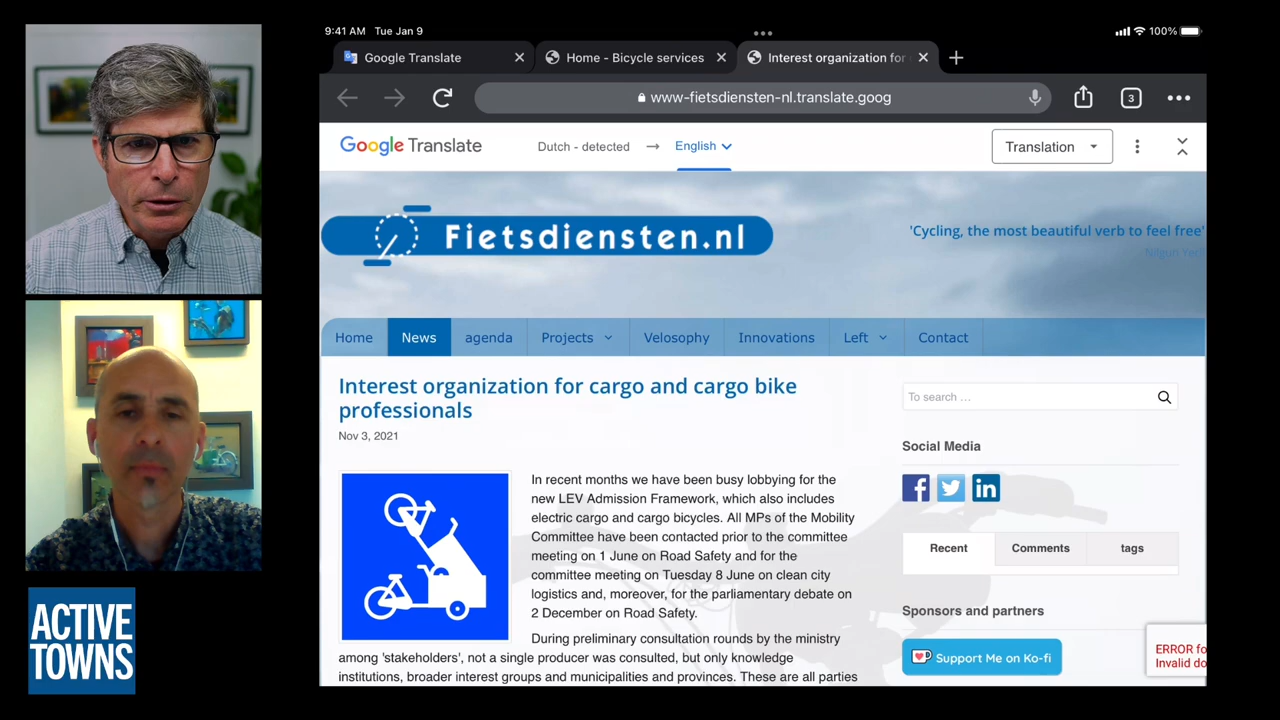 9:41 AM Tue Jan 9
100%
Google Translate
Home - Bicycle services
Interest organization for
www-fietsdiensten-nl.translate.goog
3
Google Translate
Dutch - detected → English
Translation
Fietsdiensten.nl
'Cycling, the most beautiful verb to feel free'
Home
News
agenda
Projects
Velosophy
Innovations
Left
Contact
Interest organization for cargo and cargo bike
professionals
Nov 3, 2021
In recent months we have been busy lobbying for the
new LEV Admission Framework, which also includes
electric cargo and cargo bicycles. All MPs of the Mobility
Committee have been contacted prior to the committee
meeting on 1 June on Road Safety and for the
committee meeting on Tuesday 8 June on clean city
logistics and, moreover, for the parliamentary debate on
2 December on Road Safety.
During preliminary consultation rounds by the ministry
among 'stakeholders', not a single producer was consulted, but only knowledge
institutions, broader interest groups and municipalities and provinces. These are all parties
To search ...
Social Media
Recent
Comments
tags
Sponsors and partners
Support Me on Ko-fi
ERROR fo
Invalid do
ACTIVE
TOWNS